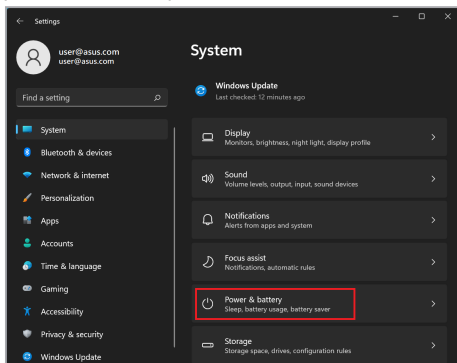 Settings
user@asus.com
user@asus.com
Find a setting
System
Bluetooth & devices
Network & internet
Personalization
Apps
Accounts
Time & language
Gaming
Accessibility
Privacy & security
Windows Update
System
Windows Update
Last checked: 12 minutes ago
Display
Monitors, brightness, night light, display profile
Sound
Volume levels, output, input, sound devices
Notifications
Alerts from apps and system
Focus assist
Notifications, automatic rules
Power & battery
Sleep, battery usage, battery saver
Storage
Storage space, drives, configuration rules